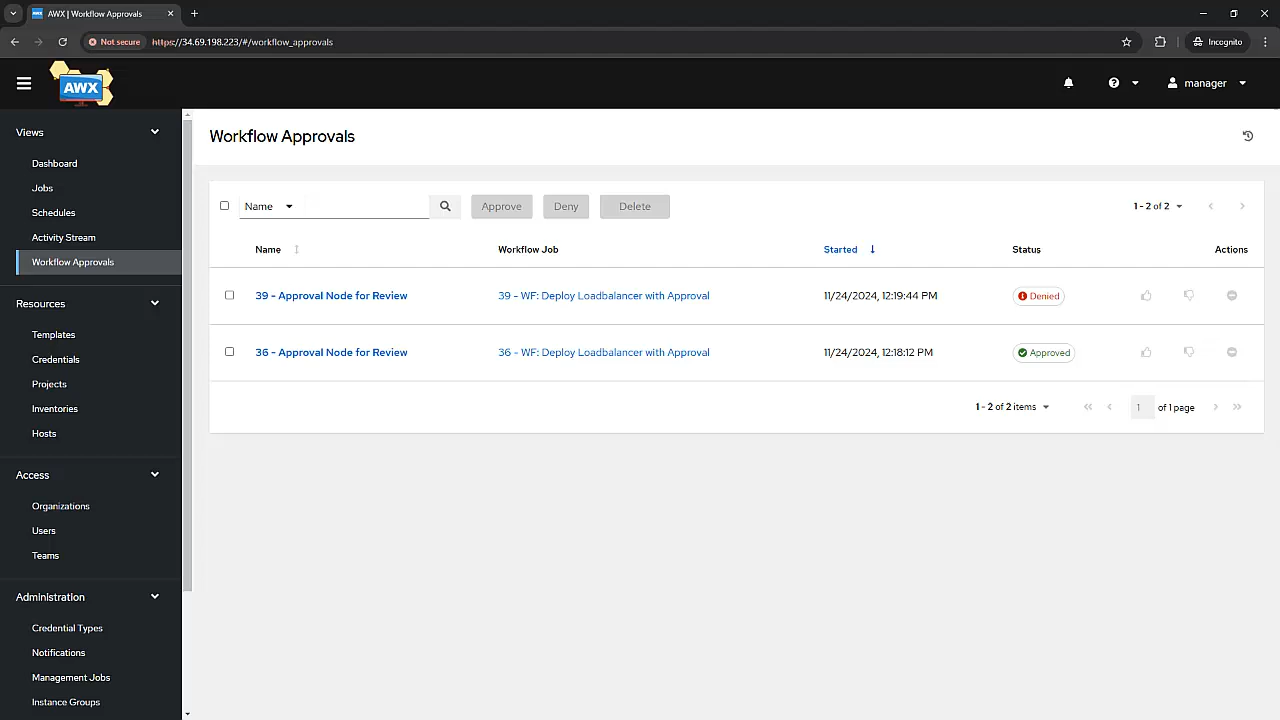 AWX | Workflow Approvals
Not secure https://34.69.198.223/#/workflow_approvals Incognito
AWX manager
Views
Dashboard
Jobs
Schedules
Activity Stream
Workflow Approvals
Resources
Templates
Credentials
Projects
Inventories
Hosts
Access
Organizations
Users
Teams
Administration
Credential Types
Notifications
Management Jobs
Instance Groups
Workflow Approvals
Name Approve Deny Delete 1 - 2 of 2
Name Workflow Job Started Status Actions
39 - Approval Node for Review 39 - WF: Deploy Loadbalancer with Approval 11/24/2024, 12:19:44 PM Denied
36 - Approval Node for Review 36 - WF: Deploy Loadbalancer with Approval 11/24/2024, 12:18:12 PM Approved
1 - 2 of 2 items 1 of 1 page